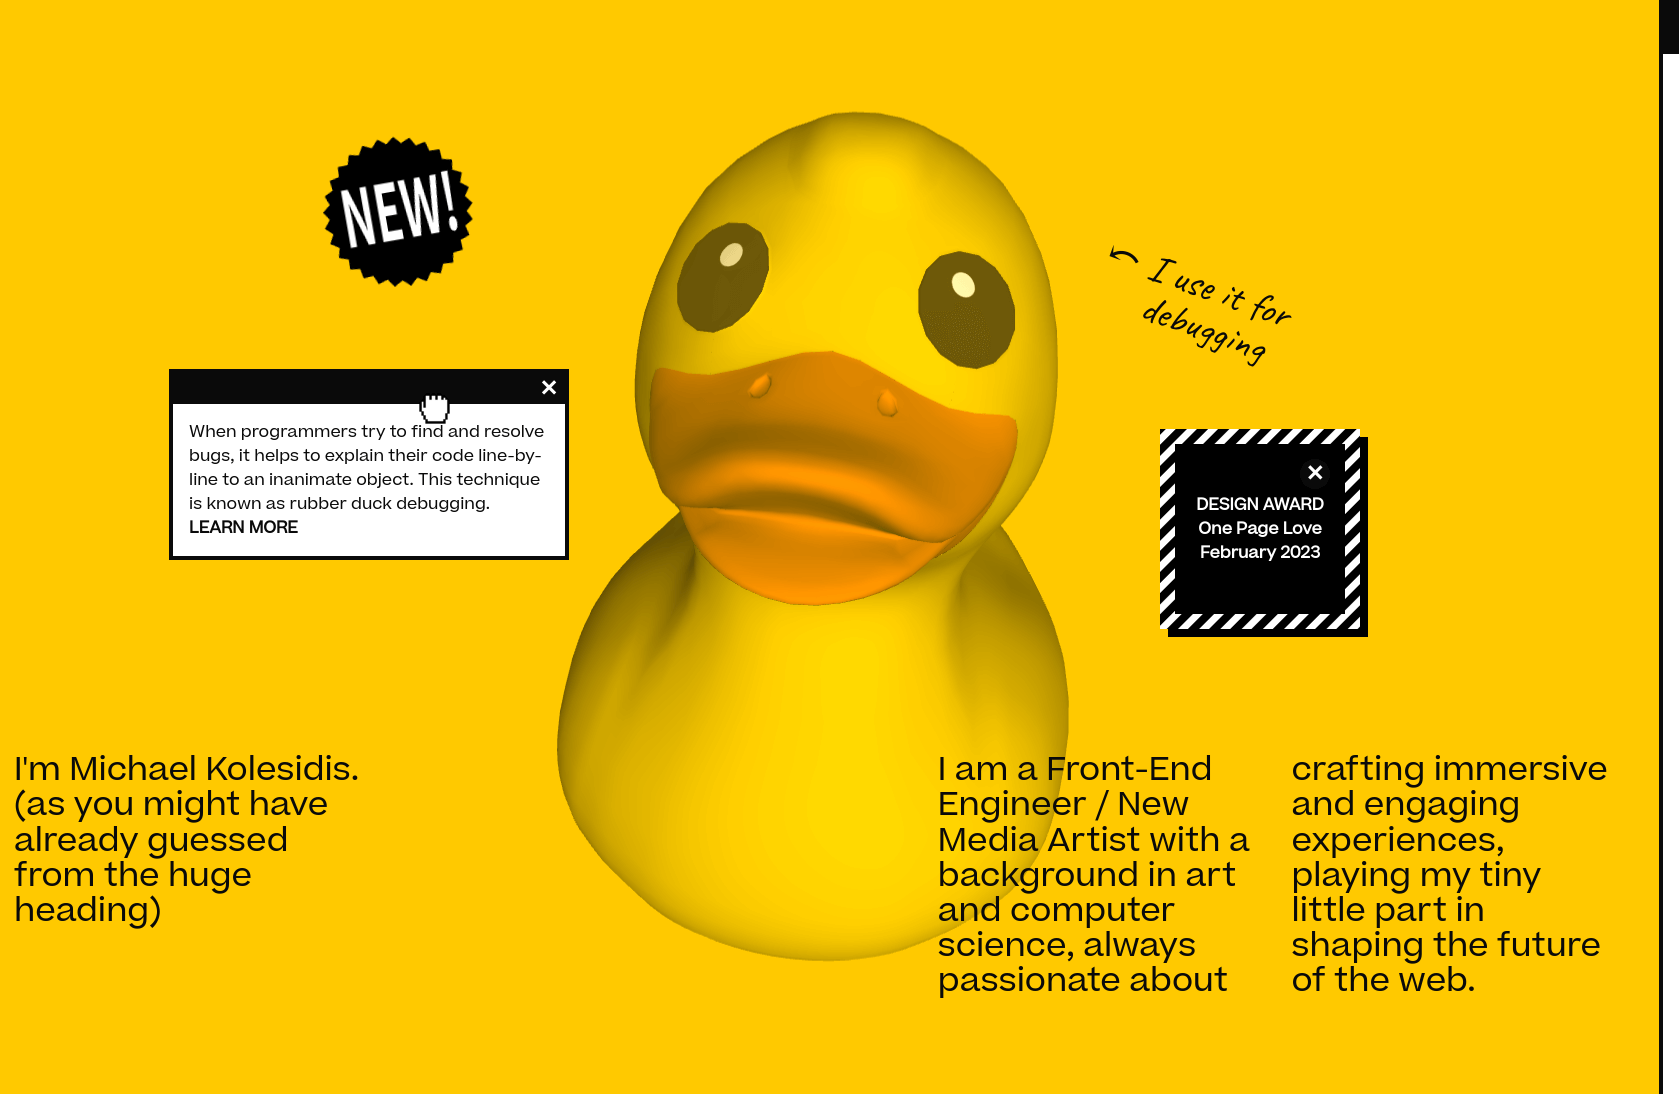 NEW!
I use it for
debugging
When programmers try to find and resolve
bugs, it helps to explain their code line-by-
line to an inanimate object. This technique
is known as rubber duck debugging.
LEARN MORE
DESIGN AWARD
One Page Love
February 2023
I'm Michael Kolesidis.
(as you might have
already guessed
from the huge
heading)
I am a Front-End
Engineer / New
Media Artist with a
background in art
and computer
science, always
passionate about
crafting immersive
and engaging
experiences,
playing my tiny
little part in
shaping the future
of the web.